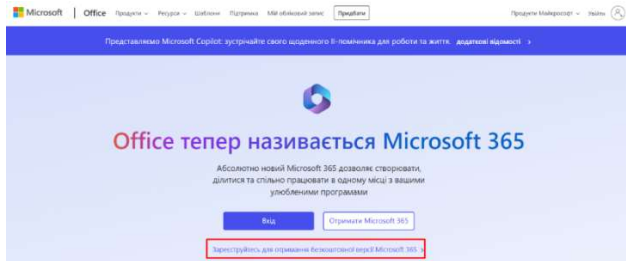 Microsoft Office Продукти Ресурси Шаблони Підтримка Мій обліковий запис Придбати Продукти Майкрософт Увійти
Представляємо Microsoft Copilot: зустрічайте свого щоденного ІІ-помічника для роботи та життя. додаткові відомості >
Office тепер називається Microsoft 365
Абсолютно новий Microsoft 365 дозволяє створювати,
ділитися та спільно працювати в одному місці з вашими
улюбленими програмами
Вхід Отримати Microsoft 365
Зареєструйтесь для отримання безкоштовної версії Microsoft 365 >